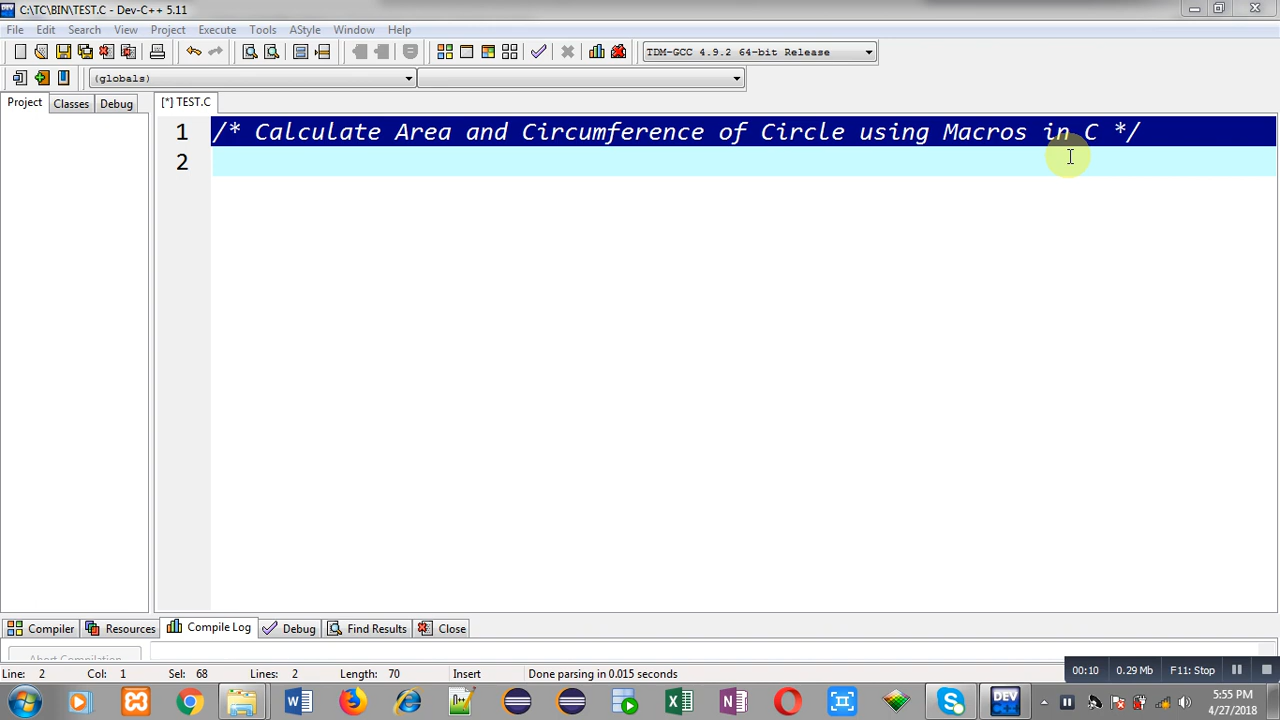 C:\TC\BIN\TEST.C - Dev-C++ 5.11
File Edit Search View Project Execute Tools AStyle Window Help
TDM-GCC 4.9.2 64-bit Release
(globals)
Project Classes Debug [*] TEST.C
1 /* Calculate Area and Circumference of Circle using Macros in C */
2
Compiler Resources Compile Log Debug Find Results Close
Abort Compilation
Line: 2 Col: 1 Sel: 68 Lines: 2 Length: 70 Insert Done parsing in 0.015 seconds
00:10 0.29 Mb F11: Stop
5:55 PM
4/27/2018